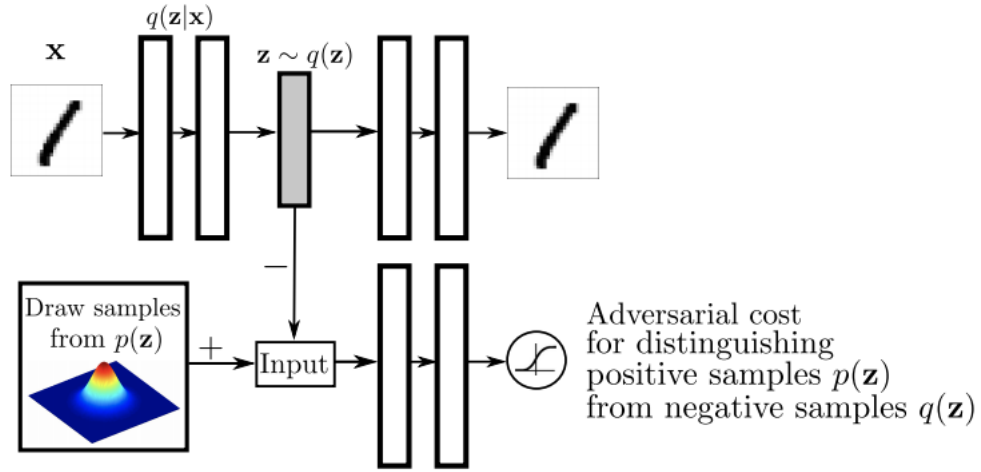 q(z|x)
x
z ∼ q(z)
−
Draw samples
from p(z)
+
Input
Adversarial cost
for distinguishing
positive samples p(z)
from negative samples q(z)